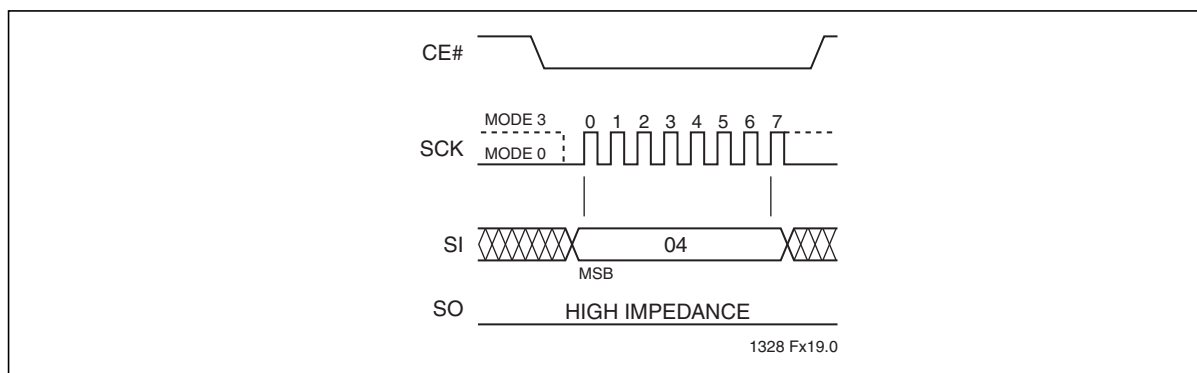 CE#
MODE 3
0 1 2 3 4 5 6 7
SCK
MODE 0
SI
04
MSB
SO
HIGH IMPEDANCE
1328 Fx19.0